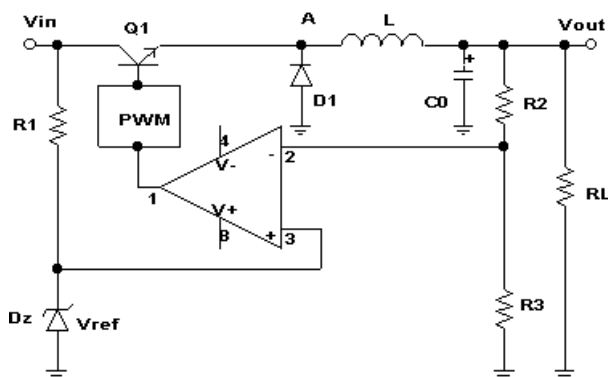 Vin
Q1
A
L
Vout
+
R1
PWM
D1
C0
R2
4
V-
-
2
1
V+
8
+
3
RL
Dz
Vref
R3